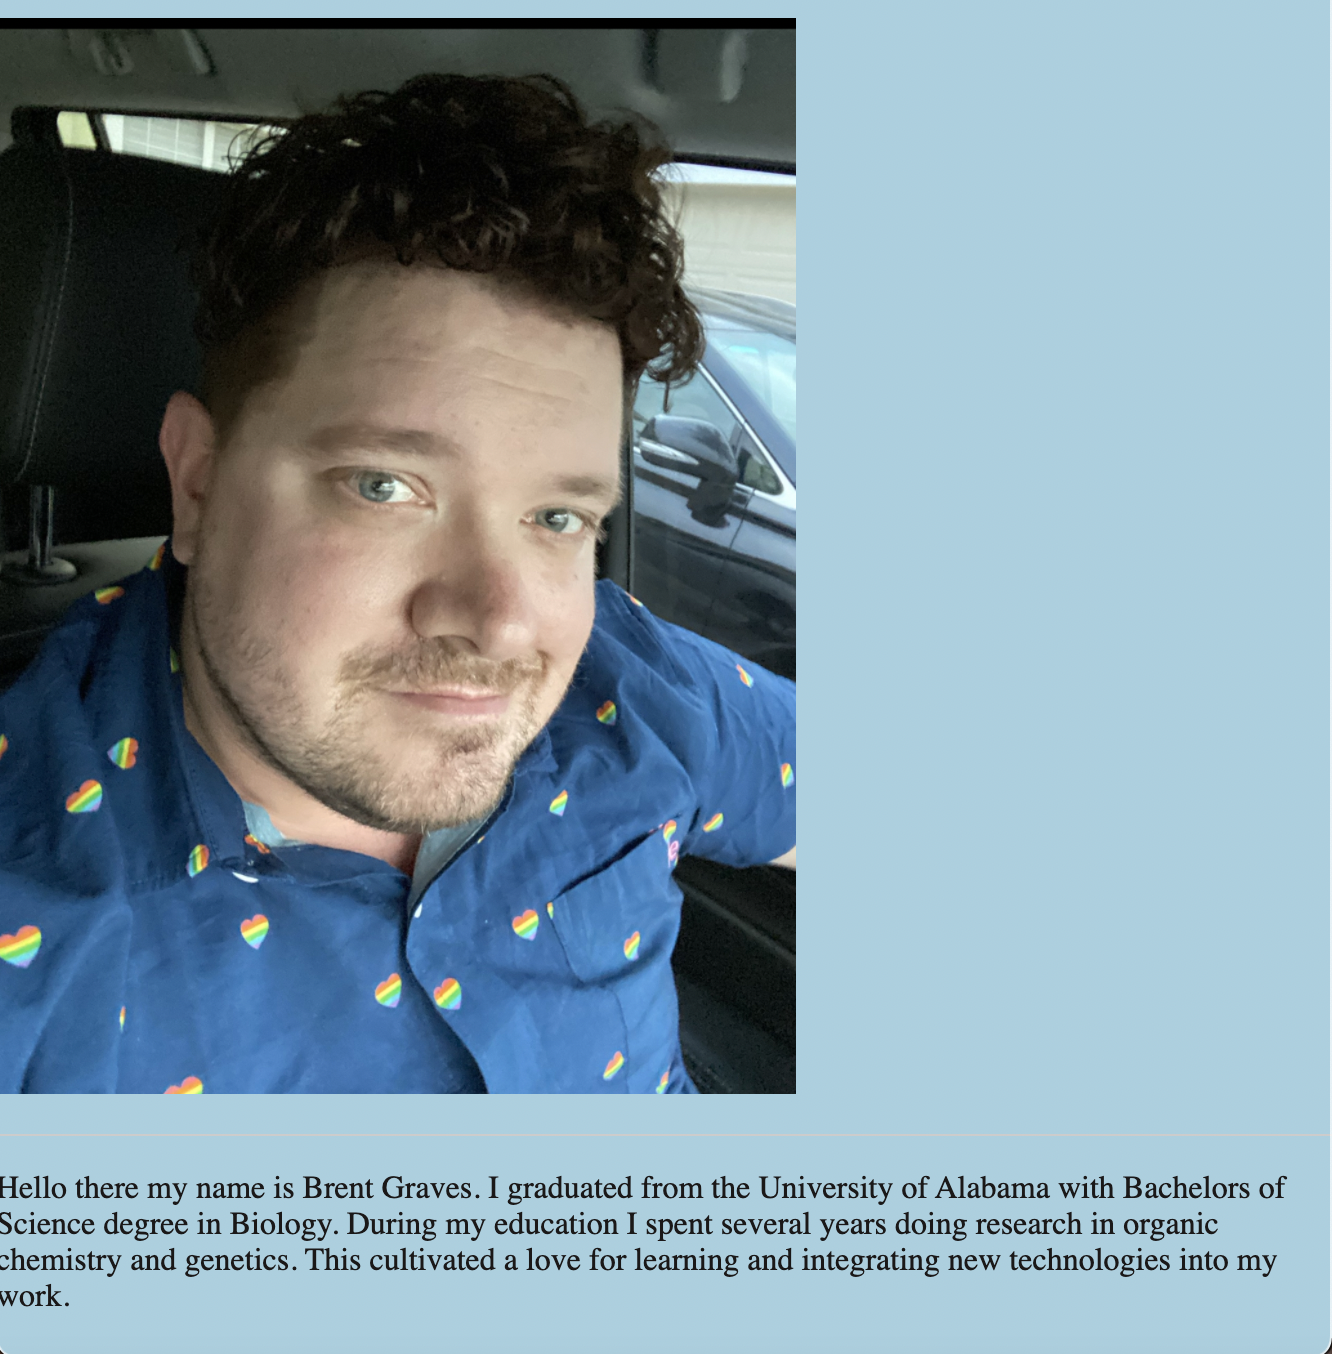 Hello there my name is Brent Graves. I graduated from the University of Alabama with Bachelors of
Science degree in Biology. During my education I spent several years doing research in organic
chemistry and genetics. This cultivated a love for learning and integrating new technologies into my
work.